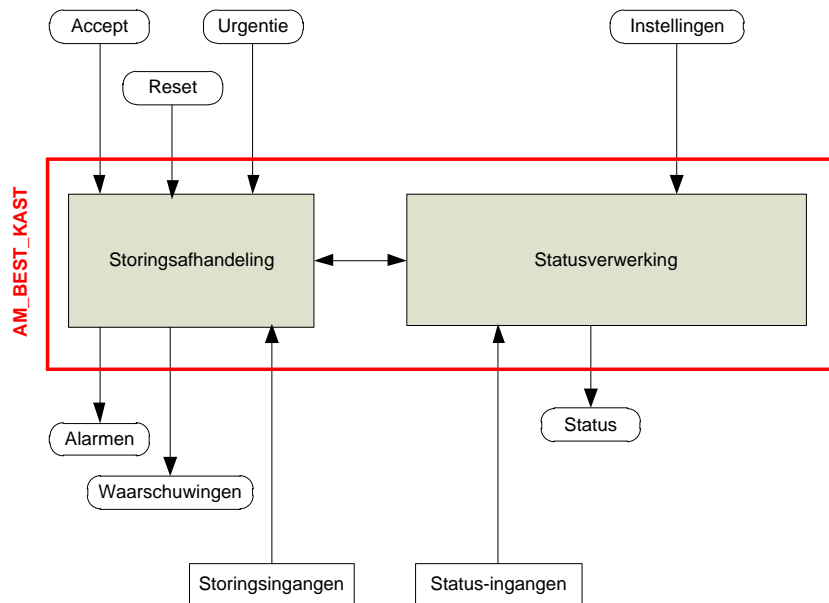 Accept
Urgentie
Instellingen
Reset
AM_BEST_KAST
Storingsafhandeling
Statusverwerking
Alarmen
Status
Waarschuwingen
Storingsingangen
Status-ingangen